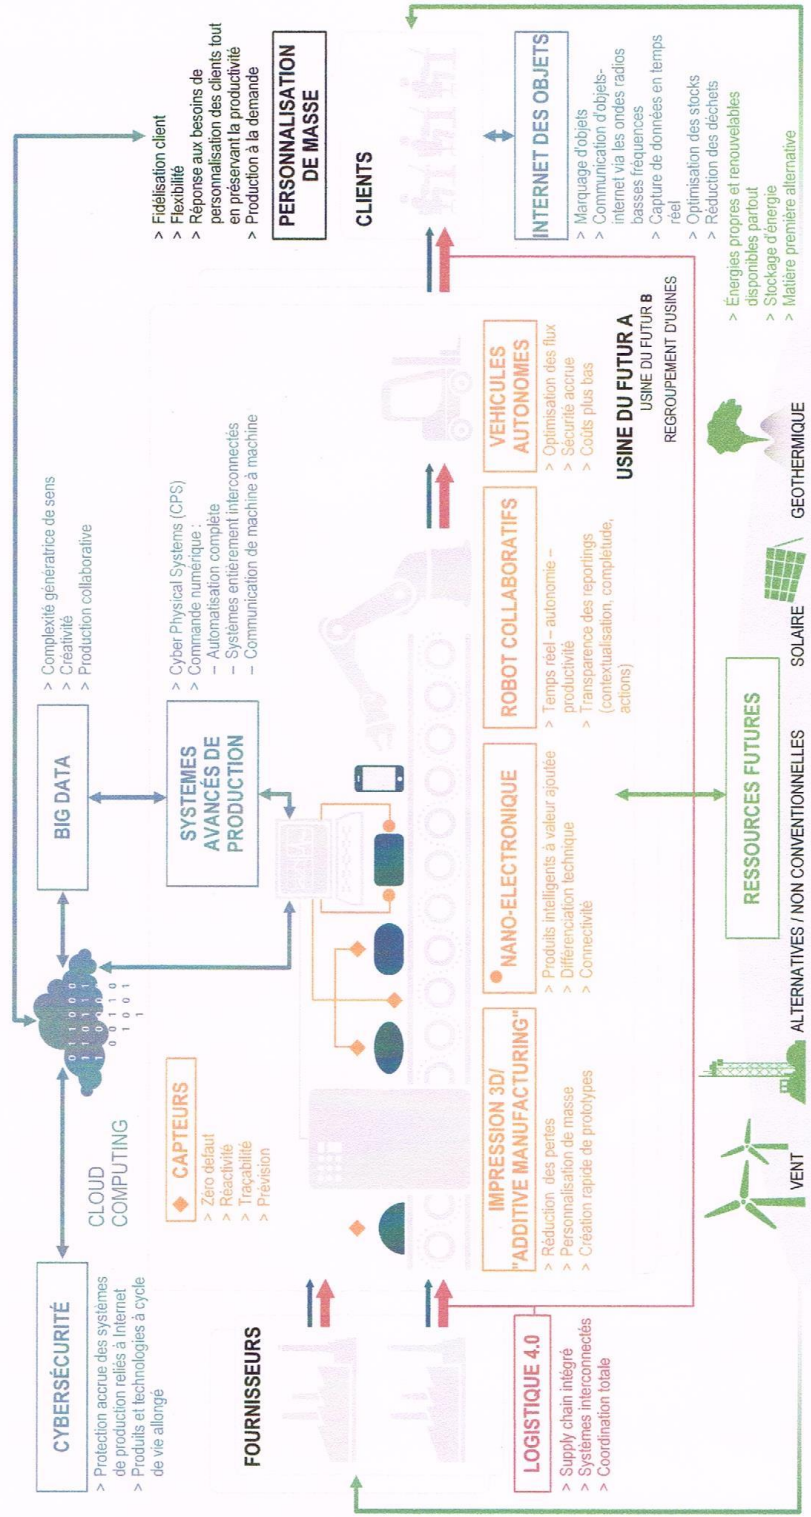 CYBERSÉCURITÉ
> Protection accrue des systèmes
de production reliés à Internet
> Produits et technologies à cycle
de vie allongé
CLOUD
COMPUTING
BIG DATA
> Complexité génératrice de sens
> Créativité
> Production collaborative
> Fidélisation client
> Flexibilité
> Réponse aux besoins de
personnalisation des clients tout
en préservant la productivité
> Production à la demande
PERSONNALISATION
DE MASSE
CAPTEURS
> Zéro defaut
> Réactivité
> Traçabilité
> Prévision
SYSTEMES
AVANCÉS DE
PRODUCTION
> Cyber Physical Systems (CPS)
> Commande numérique :
– Automatisation complète
– Systèmes entièrement interconnectés
– Communication de machine à machine
FOURNISSEURS
CLIENTS
LOGISTIQUE 4.0
> Supply chain intégré
> Systèmes interconnectés
> Coordination totale
IMPRESSION 3D/
"ADDITIVE MANUFACTURING"
> Réduction des pertes
> Personnalisation de masse
> Création rapide de prototypes
NANO-ELECTRONIQUE
> Produits intelligents à valeur ajoutée
> Différenciation technique
> Connectivité
ROBOT COLLABORATIFS
> Temps réel – autonomie –
productivité
> Transparence des reportings
(contextualisation, complétude,
actions)
VEHICULES
AUTONOMES
> Optimisation des flux
> Sécurité accrue
> Coûts plus bas
INTERNET DES OBJETS
> Marquage d'objets
> Communication d'objets-
internet via les ondes radios
basses fréquences
> Capture de données en temps
réel
> Optimisation des stocks
> Réduction des déchets
USINE DU FUTUR A
USINE DU FUTUR B
REGROUPEMENT D'USINES
RESSOURCES FUTURES
> Énergies propres et renouvelables
disponibles partout
> Stockage d'énergie
> Matière première alternative
VENT
ALTERNATIVES / NON CONVENTIONNELLES
SOLAIRE
GEOTHERMIQUE